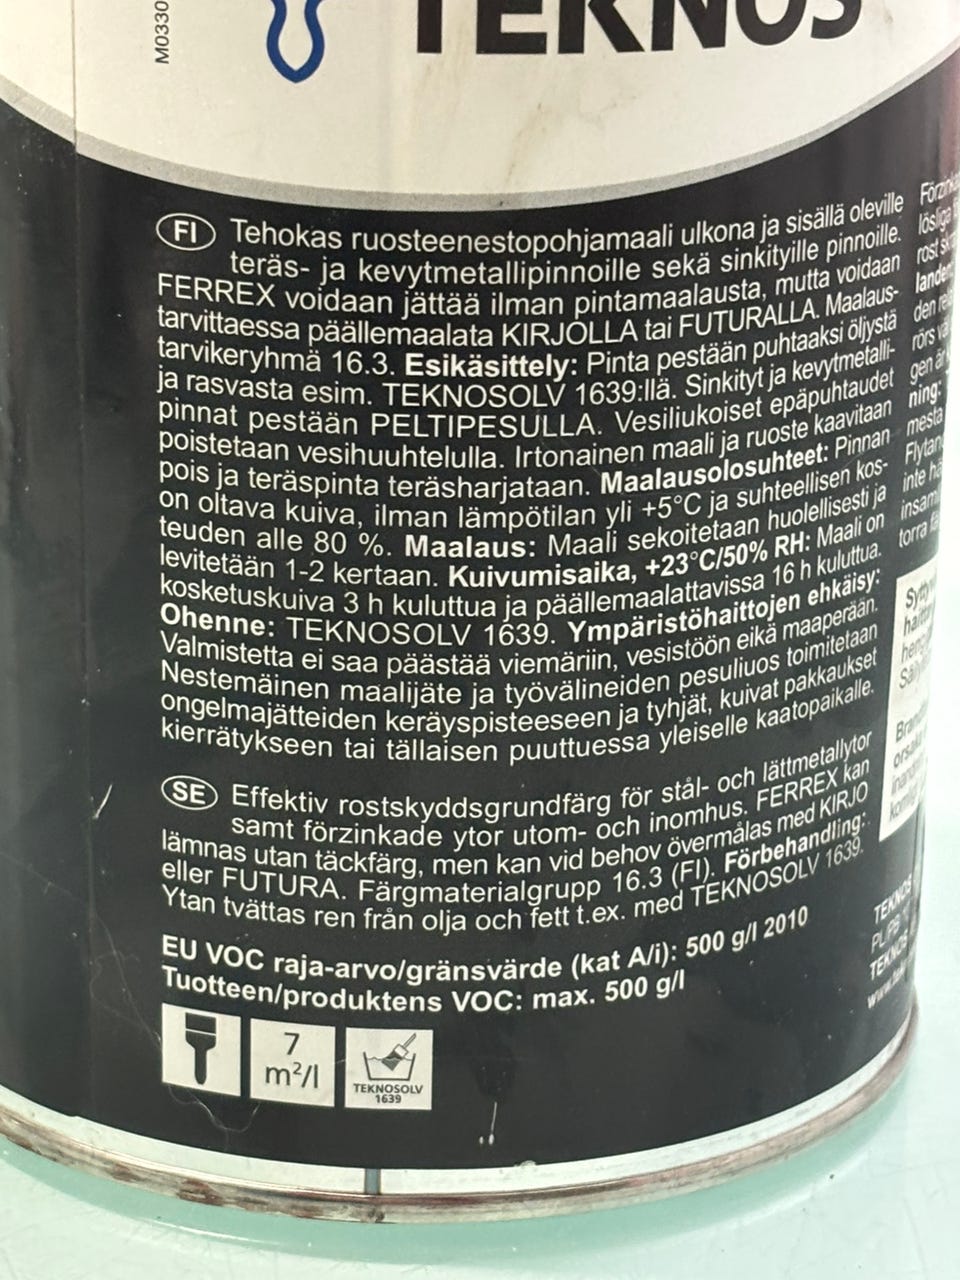 M0330
TEKNOS
FI Tehokas ruosteenestopohjamaali ulkona ja sisällä oleville
teräs- ja kevytmetallipinnoille sekä sinkityille pinnoille.
FERREX voidaan jättää ilman pintamaalausta, mutta voidaan
tarvittaessa päällemaalata KIRJOLLA tai FUTURALLA. Maalaus-
tarvikeryhmä 16.3. Esikäsittely: Pinta pestään puhtaaksi öljystä
ja rasvasta esim. TEKNOSOLV 1639:llä. Sinkityt ja kevytmetalli-
pinnat pestään PELTIPESULLA. Vesiliukoiset epäpuhtaudet
poistetaan vesihuuhtelulla. Irtonainen maali ja ruoste kaavitaan
pois ja teräspinta teräsharjataan. Maalausolosuhteet: Pinnan
on oltava kuiva, ilman lämpötilan yli +5°C ja suhteellisen kos-
teuden alle 80 %. Maalaus: Maali sekoitetaan huolellisesti ja
levitetään 1-2 kertaan. Kuivumisaika, +23°C/50% RH: Maali on
kosketuskuiva 3 h kuluttua ja päällemaalattavissa 16 h kuluttua.
Ohenne: TEKNOSOLV 1639. Ympäristöhaittojen ehkäisy:
Valmistetta ei saa päästää viemäriin, vesistöön eikä maaperään.
Nestemäinen maalijäte ja työvälineiden pesuliuos toimitetaan
ongelmajätteiden keräyspisteeseen ja tyhjät, kuivat pakkaukset
kierrätykseen tai tällaisen puuttuessa yleiselle kaatopaikalle.
SE Effektiv rostskyddsgrundfärg för stål- och lättmetallytor
samt förzinkade ytor utom- och inomhus. FERREX kan
lämnas utan täckfärg, men kan vid behov övermålas med KIRJO
eller FUTURA. Färgmaterialgrupp 16.3 (FI). Förbehandling:
Ytan tvättas ren från olja och fett t.ex. med TEKNOSOLV 1639.
EU VOC raja-arvo/gränsvärde (kat A/i): 500 g/l 2010
Tuotteen/produktens VOC: max. 500 g/l
7
m²/l
TEKNOSOLV
1639
ning:
mesta
inte
torra
TEKNOS
TEKNOS